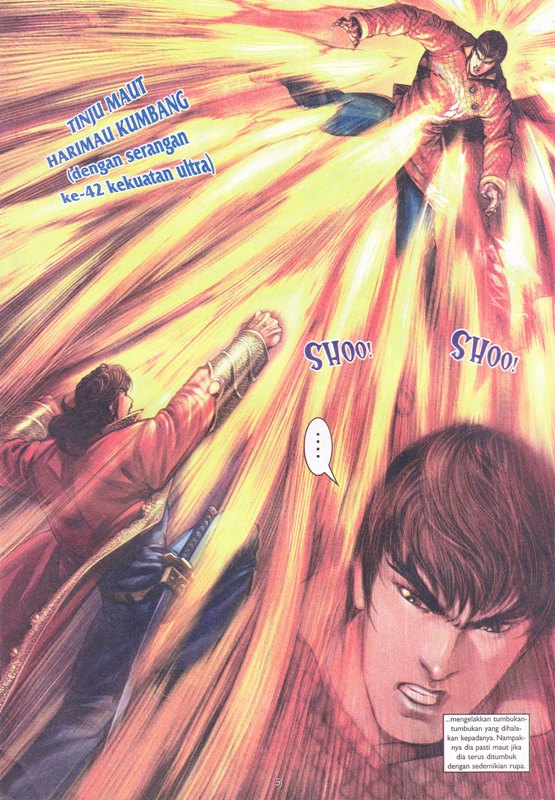 TINJU MAUT
HARIMAU KUMBANG
(dengan serangan
ke-42 kekuatan ultra)
SHOO!
SHOO!
....
..mengelakkan tumbukan-
tumbukan yang dihala-
kan kepadanya. Nampak-
nya dia pasti maut jika
dia terus ditumbuk
dengan sedemikian rupa.